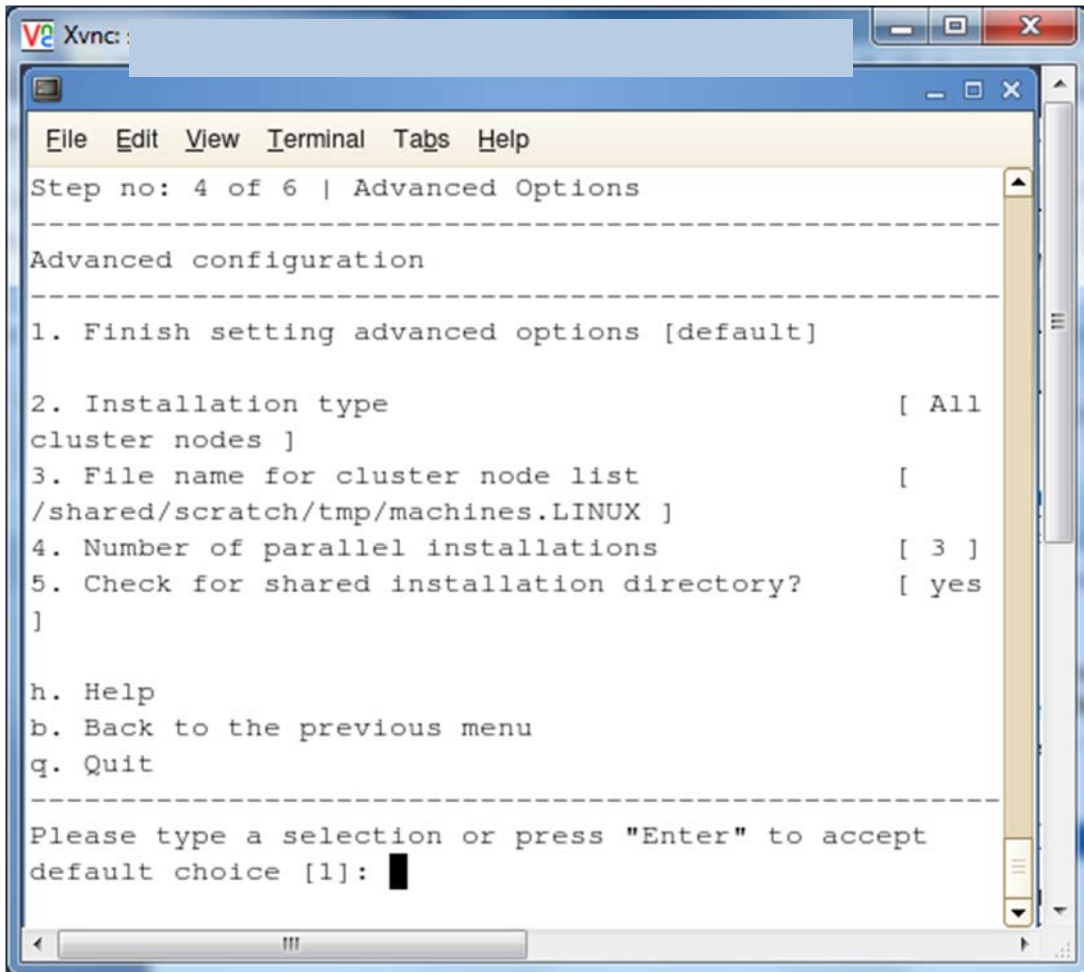 Xvnc:
File Edit View Terminal Tabs Help
Step no: 4 of 6 | Advanced Options
--------------------------------------------------------
Advanced configuration
--------------------------------------------------------
1. Finish setting advanced options [default]
2. Installation type [ All
cluster nodes ]
3. File name for cluster node list [
/shared/scratch/tmp/machines.LINUX ]
4. Number of parallel installations [ 3 ]
5. Check for shared installation directory? [ yes
]
h. Help
b. Back to the previous menu
q. Quit
--------------------------------------------------------
Please type a selection or press "Enter" to accept
default choice [1]: